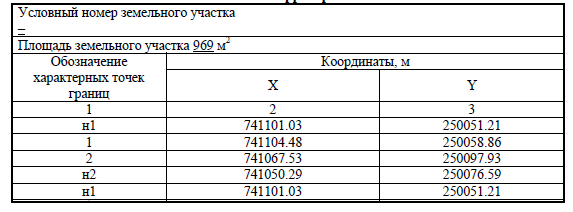 Условный номер земельного участка
–
Площадь земельного участка 969 м²
Обозначение характерных точек границ
Координаты, м
X Y
1 2 3
н1 741101.03 250051.21
1 741104.48 250058.86
2 741067.53 250097.93
н2 741050.29 250076.59
н1 741101.03 250051.21